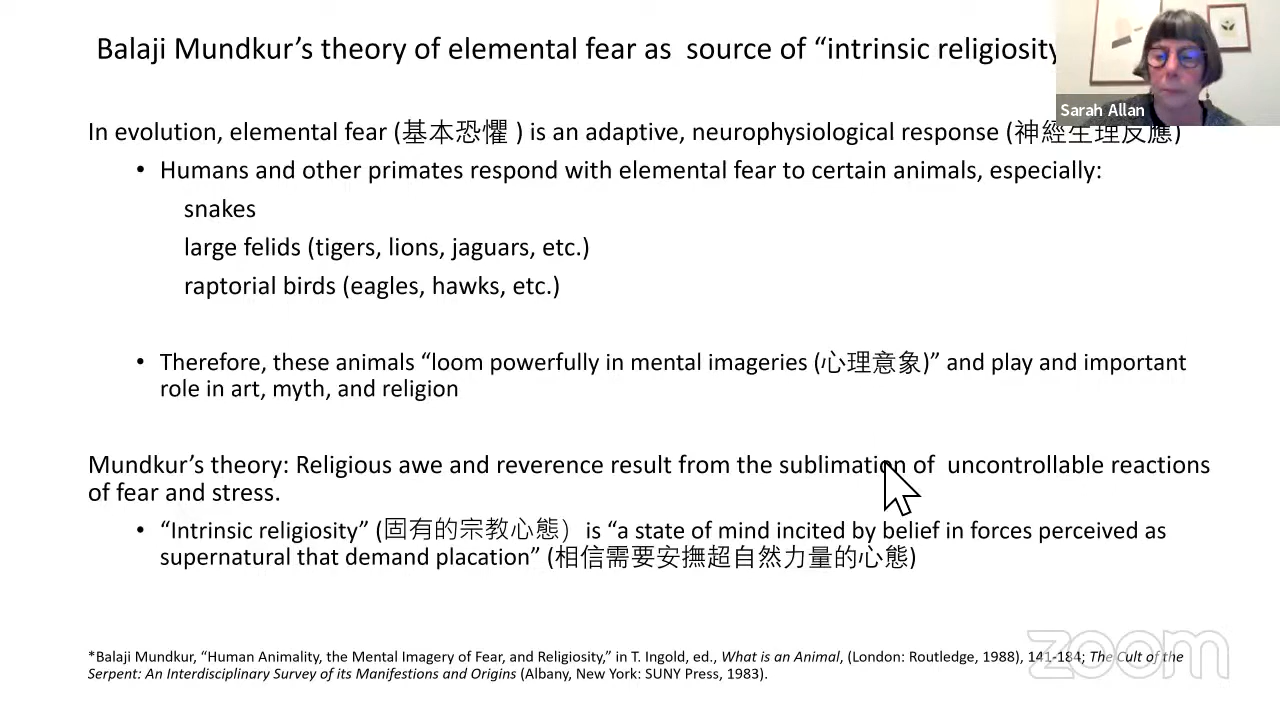 Balaji Mundkur’s theory of elemental fear as source of “intrinsic religiosity
Sarah Allan
In evolution, elemental fear (基本恐懼 ) is an adaptive, neurophysiological response (神經生理反應)
• Humans and other primates respond with elemental fear to certain animals, especially:
snakes
large felids (tigers, lions, jaguars, etc.)
raptorial birds (eagles, hawks, etc.)
• Therefore, these animals “loom powerfully in mental imageries (心理意象)” and play and important
role in art, myth, and religion
Mundkur’s theory: Religious awe and reverence result from the sublimation of uncontrollable reactions
of fear and stress.
• “Intrinsic religiosity” (固有的宗教心態）is “a state of mind incited by belief in forces perceived as
supernatural that demand placation” (相信需要安撫超自然力量的心態)
*Balaji Mundkur, “Human Animality, the Mental Imagery of Fear, and Religiosity,” in T. Ingold, ed., What is an Animal, (London: Routledge, 1988), 141-184; The Cult of the
Serpent: An Interdisciplinary Survey of its Manifestations and Origins (Albany, New York: SUNY Press, 1983).
zoom